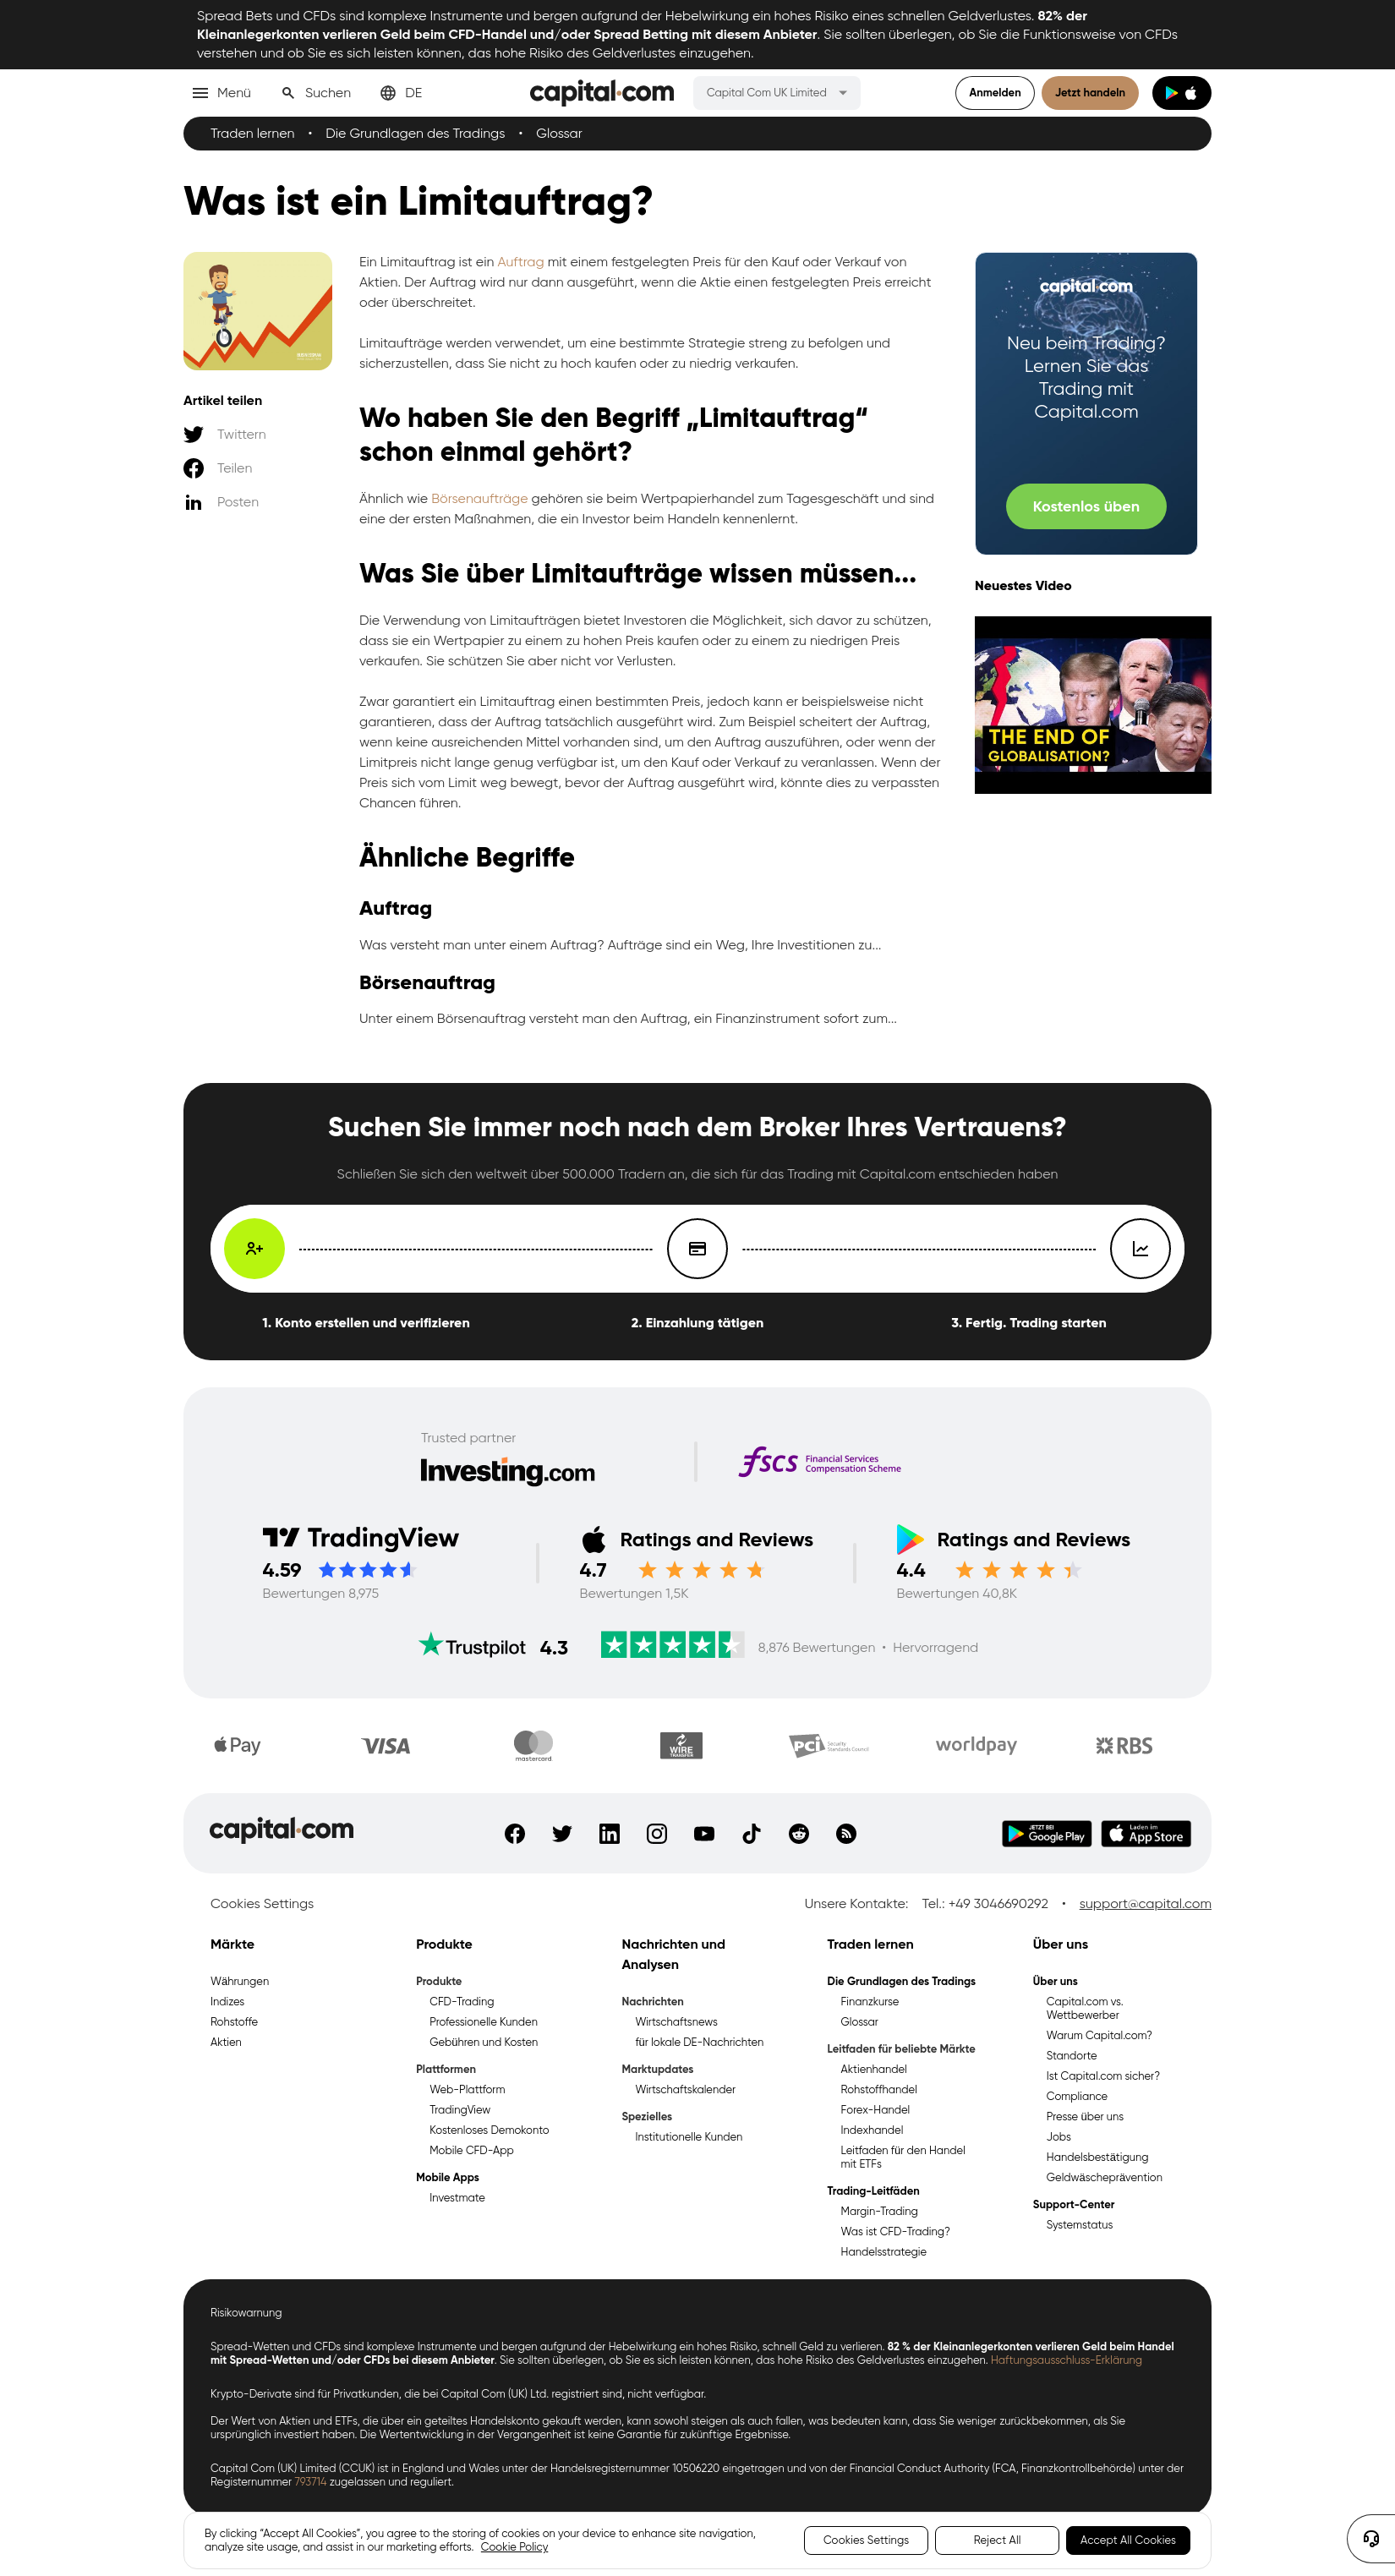 Spread Bets und CFDs sind komplexe Instrumente und bergen aufgrund der Hebelwirkung ein hohes Risiko eines schnellen Geldverlustes. 82% der
Kleinanlegerkonten verlieren Geld beim CFD-Handel und/oder Spread Betting mit diesem Anbieter. Sie sollten überlegen, ob Sie die Funktionsweise von CFDs
verstehen und ob Sie es sich leisten können, das hohe Risiko des Geldverlustes einzugehen.
Menü
Suchen
DE
capital.com
Capital Com UK Limited
Anmelden
Jetzt handeln
Traden lernen • Die Grundlagen des Tradings • Glossar
Was ist ein Limitauftrag?
Artikel teilen
Twittern
Teilen
Posten
Ein Limitauftrag ist ein Auftrag mit einem festgelegten Preis für den Kauf oder Verkauf von
Aktien. Der Auftrag wird nur dann ausgeführt, wenn die Aktie einen festgelegten Preis erreicht
oder überschreitet.
Limitaufträge werden verwendet, um eine bestimmte Strategie streng zu befolgen und
sicherzustellen, dass Sie nicht zu hoch kaufen oder zu niedrig verkaufen.
Wo haben Sie den Begriff „Limitauftrag“
schon einmal gehört?
Ähnlich wie Börsenaufträge gehören sie beim Wertpapierhandel zum Tagesgeschäft und sind
eine der ersten Maßnahmen, die ein Investor beim Handeln kennenlernt.
Was Sie über Limitaufträge wissen müssen...
Die Verwendung von Limitaufträgen bietet Investoren die Möglichkeit, sich davor zu schützen,
dass sie ein Wertpapier zu einem zu hohen Preis kaufen oder zu einem zu niedrigen Preis
verkaufen. Sie schützen Sie aber nicht vor Verlusten.
Zwar garantiert ein Limitauftrag einen bestimmten Preis, jedoch kann er beispielsweise nicht
garantieren, dass der Auftrag tatsächlich ausgeführt wird. Zum Beispiel scheitert der Auftrag,
wenn keine ausreichenden Mittel vorhanden sind, um den Auftrag auszuführen, oder wenn der
Limitpreis nicht lange genug verfügbar ist, um den Kauf oder Verkauf zu veranlassen. Wenn der
Preis sich vom Limit weg bewegt, bevor der Auftrag ausgeführt wird, könnte dies zu verpassten
Chancen führen.
Ähnliche Begriffe
Auftrag
Was versteht man unter einem Auftrag? Aufträge sind ein Weg, Ihre Investitionen zu...
Börsenauftrag
Unter einem Börsenauftrag versteht man den Auftrag, ein Finanzinstrument sofort zum...
capital.com
Neu beim Trading?
Lernen Sie das
Trading mit
Capital.com
Kostenlos üben
Neuestes Video
THE END OF
GLOBALISATION?
Suchen Sie immer noch nach dem Broker Ihres Vertrauens?
Schließen Sie sich den weltweit über 500.000 Tradern an, die sich für das Trading mit Capital.com entschieden haben
1. Konto erstellen und verifizieren
2. Einzahlung tätigen
3. Fertig. Trading starten
Trusted partner
Investing.com
fscs Financial Services
Compensation Scheme
TradingView
4.59
Bewertungen 8,975
Ratings and Reviews
4.7
Bewertungen 1,5K
Ratings and Reviews
4.4
Bewertungen 40,8K
Trustpilot 4.3
8,876 Bewertungen • Hervorragend
Pay
VISA
mastercard.
WIRE
TRANSFER
PCI Security
Standards Council
worldpay
RBS
capital.com
JETZT BEI
Google Play
Laden im
App Store
Cookies Settings
Unsere Kontakte: Tel.: +49 3046690292 • support@capital.com
Märkte
Währungen
Indizes
Rohstoffe
Aktien
Produkte
Produkte
CFD-Trading
Professionelle Kunden
Gebühren und Kosten
Plattformen
Web-Plattform
TradingView
Kostenloses Demokonto
Mobile CFD-App
Mobile Apps
Investmate
Nachrichten und
Analysen
Nachrichten
Wirtschaftsnews
für lokale DE-Nachrichten
Marktupdates
Wirtschaftskalender
Spezielles
Institutionelle Kunden
Traden lernen
Die Grundlagen des Tradings
Finanzkurse
Glossar
Leitfaden für beliebte Märkte
Aktienhandel
Rohstoffhandel
Forex-Handel
Indexhandel
Leitfaden für den Handel
mit ETFs
Trading-Leitfäden
Margin-Trading
Was ist CFD-Trading?
Handelsstrategie
Über uns
Über uns
Capital.com vs.
Wettbewerber
Warum Capital.com?
Standorte
Ist Capital.com sicher?
Compliance
Presse über uns
Jobs
Handelsbestätigung
Geldwäscheprävention
Support-Center
Systemstatus
Risikowarnung
Spread-Wetten und CFDs sind komplexe Instrumente und bergen aufgrund der Hebelwirkung ein hohes Risiko, schnell Geld zu verlieren. 82 % der Kleinanlegerkonten verlieren Geld beim Handel
mit Spread-Wetten und/oder CFDs bei diesem Anbieter. Sie sollten überlegen, ob Sie es sich leisten können, das hohe Risiko des Geldverlustes einzugehen. Haftungsausschluss-Erklärung
Krypto-Derivate sind für Privatkunden, die bei Capital Com (UK) Ltd. registriert sind, nicht verfügbar.
Der Wert von Aktien und ETFs, die über ein geteiltes Handelskonto gekauft werden, kann sowohl steigen als auch fallen, was bedeuten kann, dass Sie weniger zurückbekommen, als Sie
ursprünglich investiert haben. Die Wertentwicklung in der Vergangenheit ist keine Garantie für zukünftige Ergebnisse.
Capital Com (UK) Limited (CCUK) ist in England und Wales unter der Handelsregisternummer 10506220 eingetragen und von der Financial Conduct Authority (FCA, Finanzkontrollbehörde) unter der
Registernummer 793714 zugelassen und reguliert.
By clicking “Accept All Cookies”, you agree to the storing of cookies on your device to enhance site navigation,
analyze site usage, and assist in our marketing efforts. Cookie Policy
Cookies Settings
Reject All
Accept All Cookies